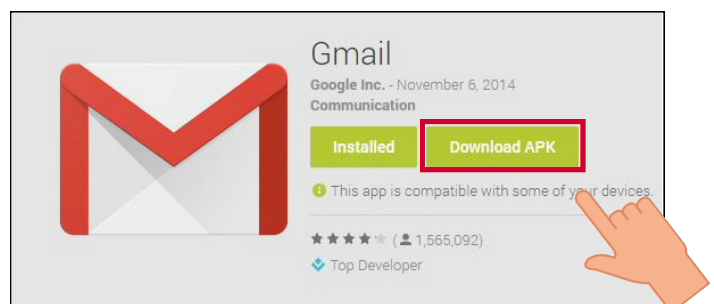 Gmail
Google Inc. - November 6, 2014
Communication
Installed Download APK
This app is compatible with some of your devices.
(1,565,092)
Top Developer